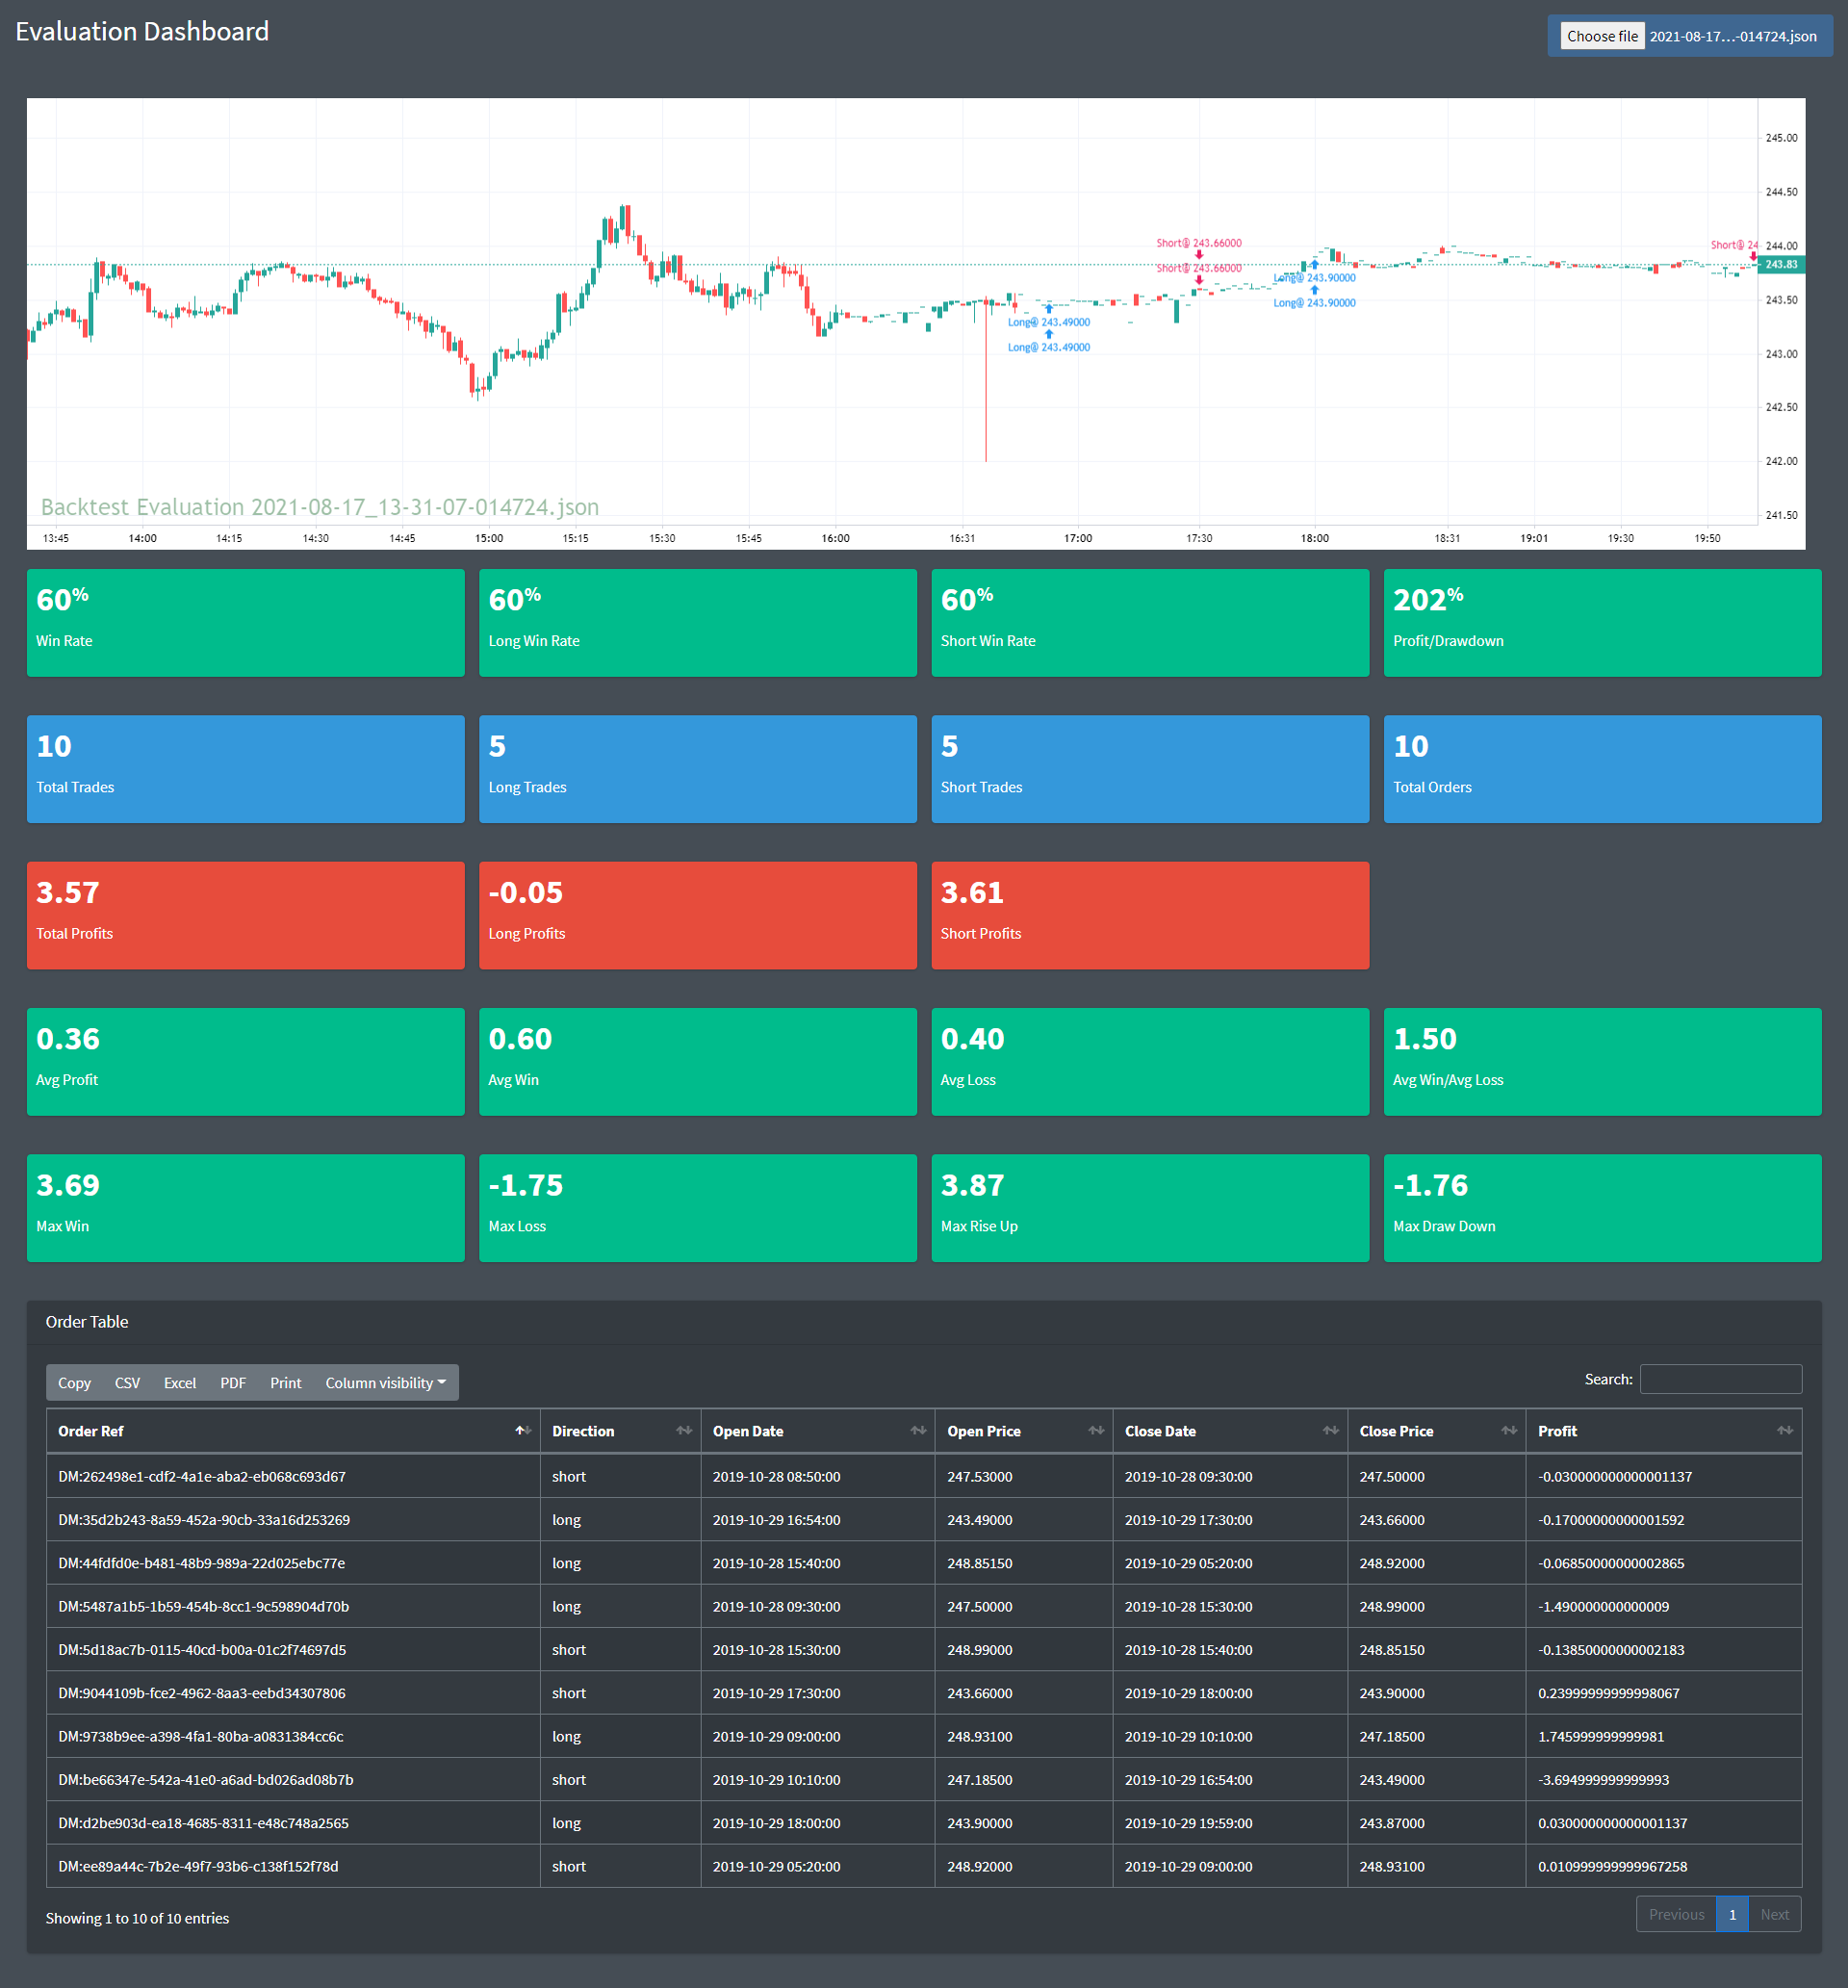 Evaluation Dashboard
Choose file 2021-08-17...-014724.json
245.00
244.50
Short@ 243.66000
Short@ 24 244.00
Short@ 243.66000
243.83
Long@ 243.90000
243.50
Long@ 243.90000
Long@ 243.49000
Long@ 243.49000
243.00
242.50
242.00
Backtest Evaluation 2021-08-17_13-31-07-014724.json
241.50
13:45 14:00 14:15 14:30 14:45 15:00 15:15 15:30 15:45 16:00 16:31 17:00 17:30 18:00 18:31 19:01 19:30 19:50
60% 60% 60% 202%
Win Rate Long Win Rate Short Win Rate Profit/Drawdown
10 5 5 10
Total Trades Long Trades Short Trades Total Orders
3.57 -0.05 3.61
Total Profits Long Profits Short Profits
0.36 0.60 0.40 1.50
Avg Profit Avg Win Avg Loss Avg Win/Avg Loss
3.69 -1.75 3.87 -1.76
Max Win Max Loss Max Rise Up Max Draw Down
Order Table
Copy CSV Excel PDF Print Column visibility Search:
Order Ref Direction Open Date Open Price Close Date Close Price Profit
DM:262498e1-cdf2-4a1e-aba2-eb068c693d67 short 2019-10-28 08:50:00 247.53000 2019-10-28 09:30:00 247.50000 -0.030000000000001137
DM:35d2b243-8a59-452a-90cb-33a16d253269 long 2019-10-29 16:54:00 243.49000 2019-10-29 17:30:00 243.66000 -0.17000000000001592
DM:44fdfd0e-b481-48b9-989a-22d025ebc77e long 2019-10-28 15:40:00 248.85150 2019-10-29 05:20:00 248.92000 -0.06850000000002865
DM:5487a1b5-1b59-454b-8cc1-9c598904d70b long 2019-10-28 09:30:00 247.50000 2019-10-28 15:30:00 248.99000 -1.490000000000009
DM:5d18ac7b-0115-40cd-b00a-01c2f74697d5 short 2019-10-28 15:30:00 248.99000 2019-10-28 15:40:00 248.85150 -0.13850000000002183
DM:9044109b-fce2-4962-8aa3-eebd34307806 short 2019-10-29 17:30:00 243.66000 2019-10-29 18:00:00 243.90000 0.23999999999998067
DM:9738b9ee-a398-4fa1-80ba-a0831384cc6c long 2019-10-29 09:00:00 248.93100 2019-10-29 10:10:00 247.18500 1.745999999999981
DM:be66347e-542a-41e0-a6ad-bd026ad08b7b short 2019-10-29 10:10:00 247.18500 2019-10-29 16:54:00 243.49000 -3.694999999999993
DM:d2be903d-ea18-4685-8311-e48c748a2565 long 2019-10-29 18:00:00 243.90000 2019-10-29 19:59:00 243.87000 0.030000000000001137
DM:ee89a44c-7b2e-49f7-93b6-c138f152f78d short 2019-10-29 05:20:00 248.92000 2019-10-29 09:00:00 248.93100 0.010999999999967258
Showing 1 to 10 of 10 entries Previous 1 Next